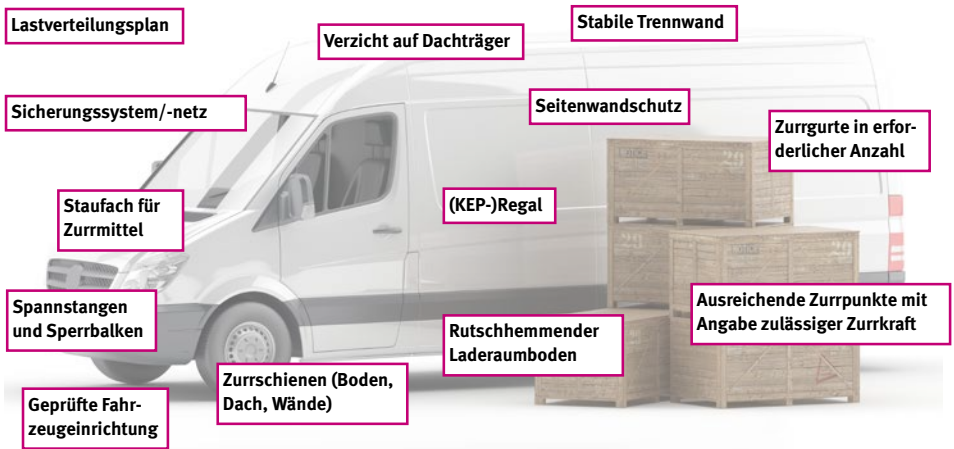 Lastverteilungsplan
Verzicht auf Dachträger
Stabile Trennwand
Sicherungssystem/-netz
Seitenwandschutz
Zurrgurte in erfor-
derlicher Anzahl
Staufach für
Zurrmittel
(KEP-)Regal
Spannstangen
und Sperrbalken
Rutschhemmender
Laderaumboden
Ausreichende Zurrpunkte mit
Angabe zulässiger Zurrkraft
Zurrschienen (Boden,
Dach, Wände)
Geprüfte Fahr-
zeugeinrichtung